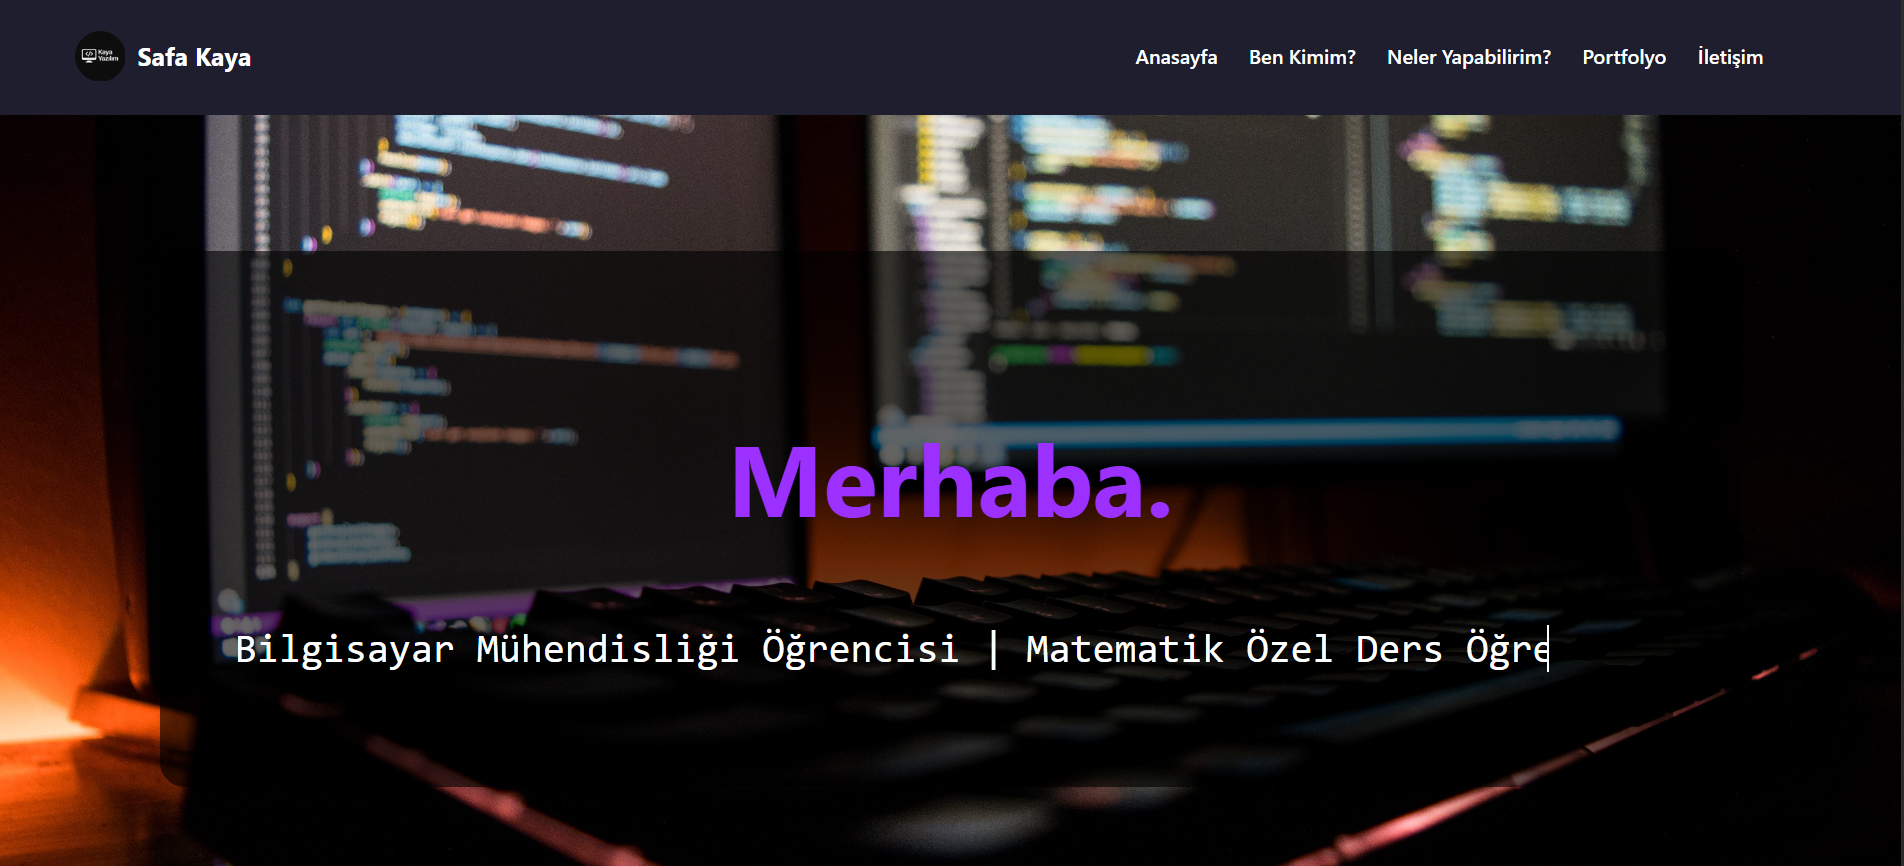 Kaya
Yazılım
Safa Kaya
Anasayfa Ben Kimim? Neler Yapabilirim? Portfolyo İletişim
Merhaba.
Bilgisayar Mühendisliği Öğrencisi | Matematik Özel Ders Öğre